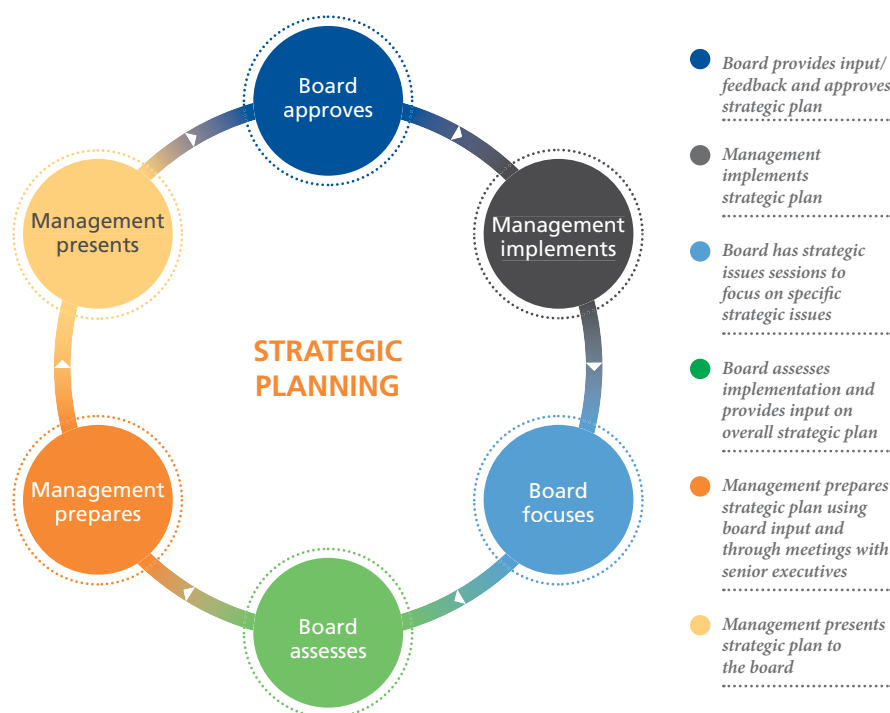 Board
approves
Management
implements
Board
focuses
Board
assesses
Management
prepares
Management
presents
STRATEGIC
PLANNING
Board provides input/
feedback and approves
strategic plan
Management
implements
strategic plan
Board has strategic
issues sessions to
focus on specific
strategic issues
Board assesses
implementation and
provides input on
overall strategic plan
Management prepares
strategic plan using
board input and
through meetings with
senior executives
Management presents
strategic plan to
the board